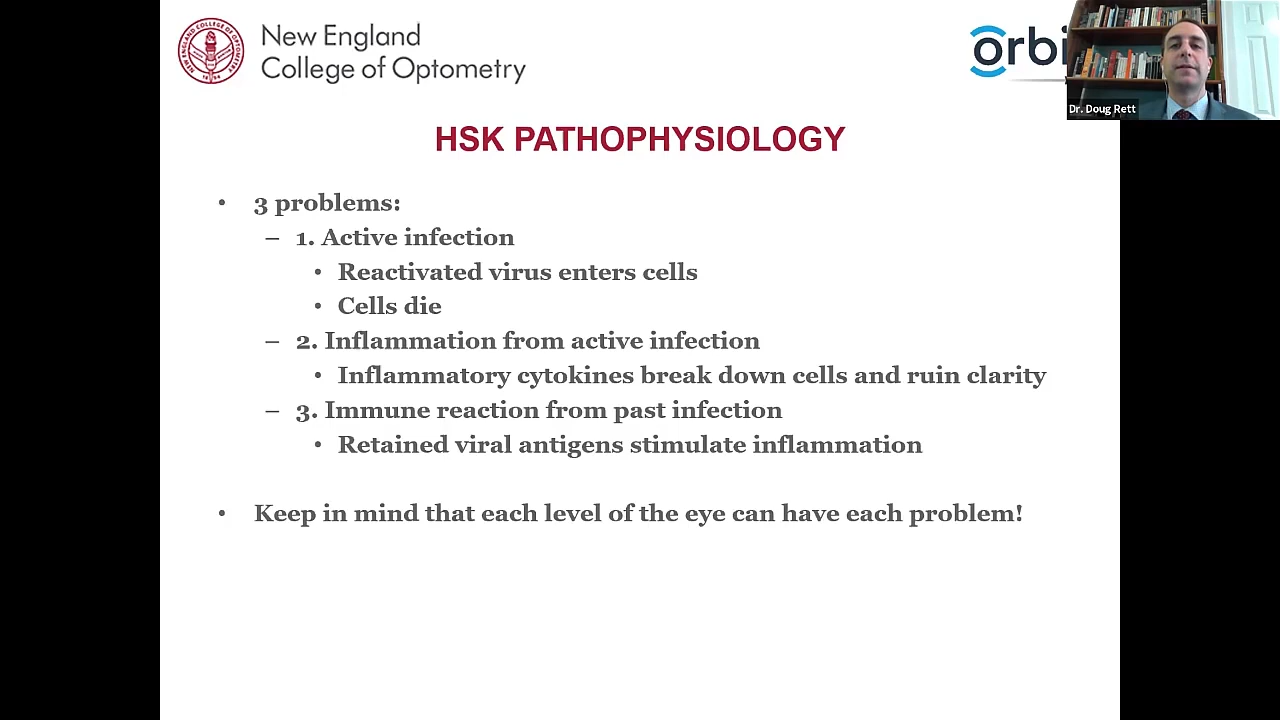 New England
College of Optometry
Dr. Doug Rett
HSK PATHOPHYSIOLOGY
• 3 problems:
– 1. Active infection
• Reactivated virus enters cells
• Cells die
– 2. Inflammation from active infection
• Inflammatory cytokines break down cells and ruin clarity
– 3. Immune reaction from past infection
• Retained viral antigens stimulate inflammation
• Keep in mind that each level of the eye can have each problem!